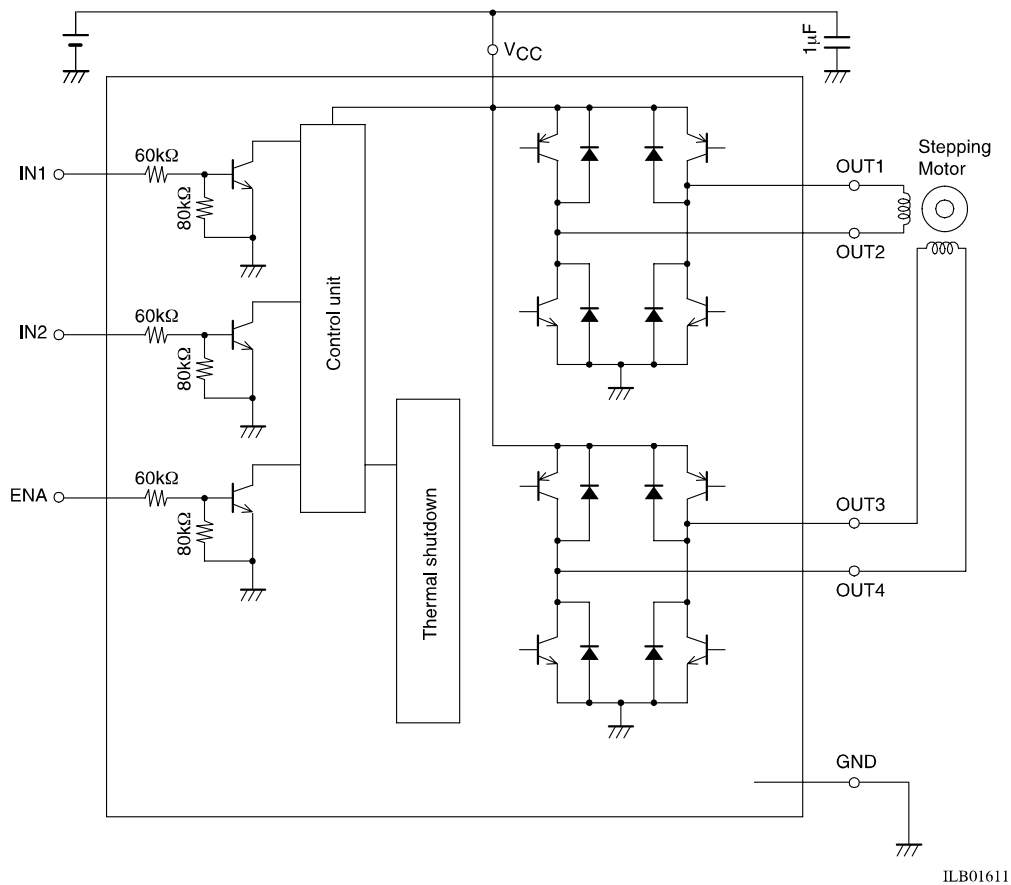 1µF
VCC
IN1
60kΩ
80kΩ
OUT1
Stepping
Motor
OUT2
IN2
60kΩ
80kΩ
Control unit
ENA
60kΩ
80kΩ
Thermal shutdown
OUT3
OUT4
GND
ILB01611